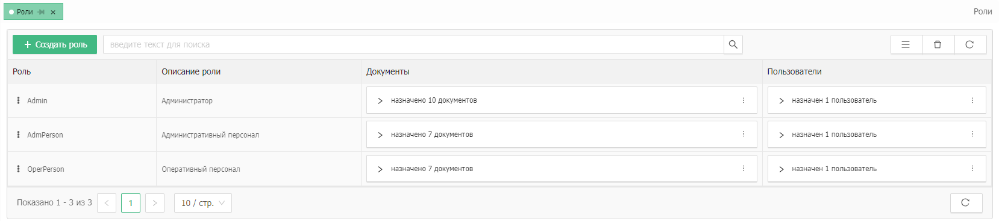 Роли
Роли
Создать роль
введите текст для поиска
Роль Описание роли Документы Пользователи
Admin Администратор назначено 10 документов назначен 1 пользователь
AdmPerson Административный персонал назначено 7 документов назначен 1 пользователь
OperPerson Оперативный персонал назначено 7 документов назначен 1 пользователь
Показано 1 - 3 из 3 < 1 > 10 / стр.